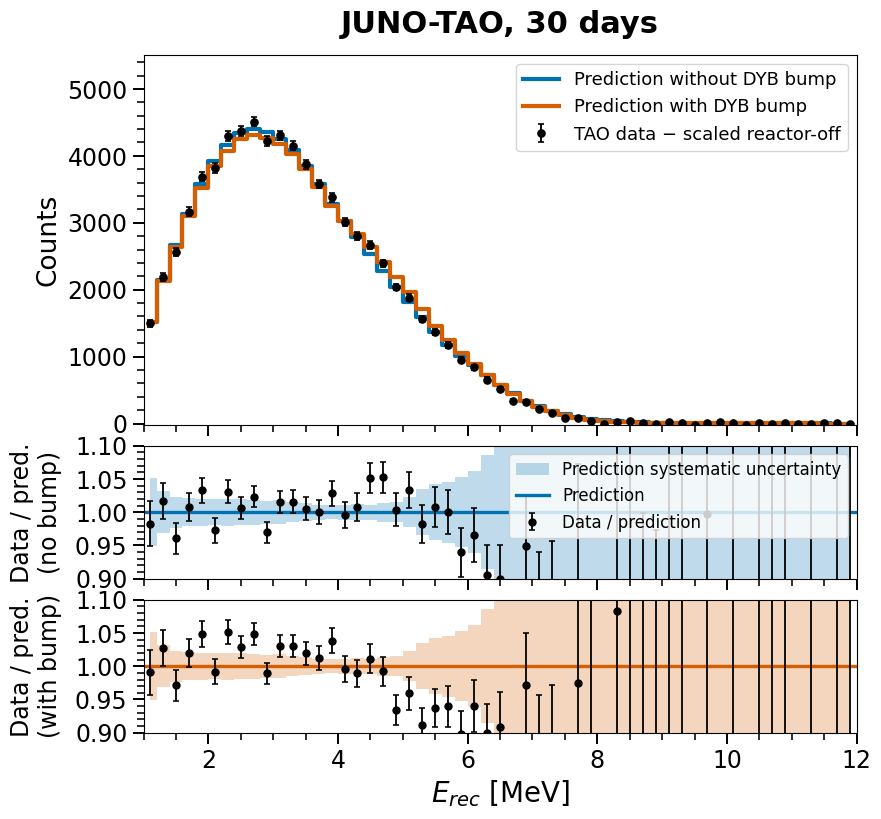 JUNO-TAO, 30 days
Counts
5000
4000
3000
2000
1000
0
Prediction without DYB bump
Prediction with DYB bump
TAO data − scaled reactor-off
Data / pred.
(no bump)
1.10
1.05
1.00
0.95
0.90
Prediction systematic uncertainty
Prediction
Data / prediction
Data / pred.
(with bump)
1.10
1.05
1.00
0.95
0.90
2 4 6 8 10 12
E_rec [MeV]